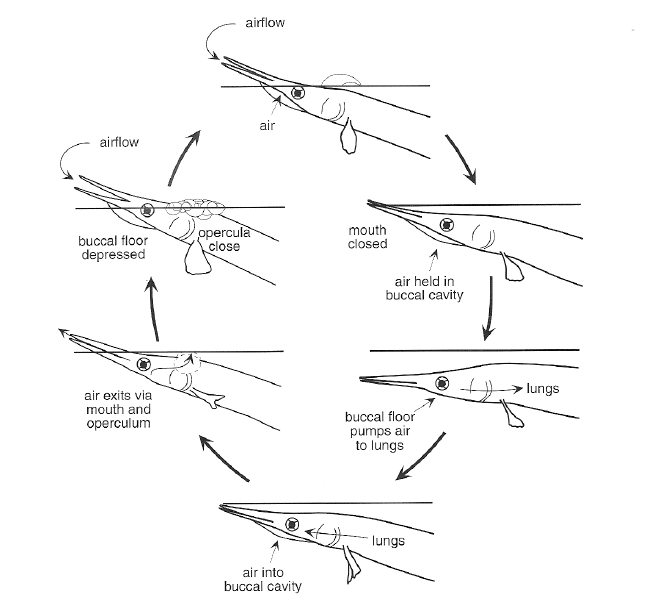 airflow
air
mouth
closed
air held in
buccal cavity
lungs
buccal floor
pumps air
to lungs
lungs
air into
buccal cavity
air exits via
mouth and
operculum
airflow
buccal floor
depressed
opercula
close